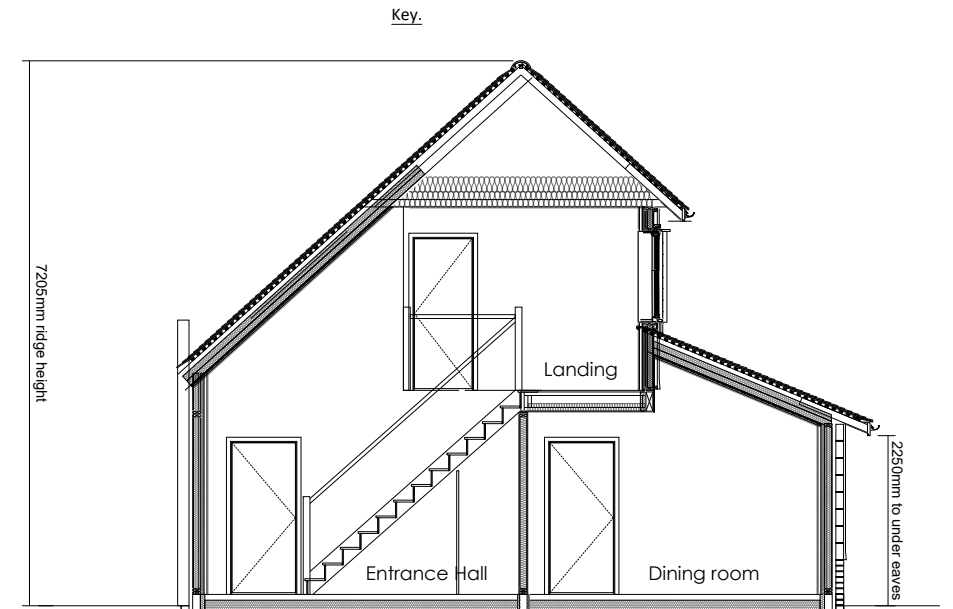 Key.
7205mm ridge height
Landing
2250mm to under eaves
Entrance Hall
Dining room